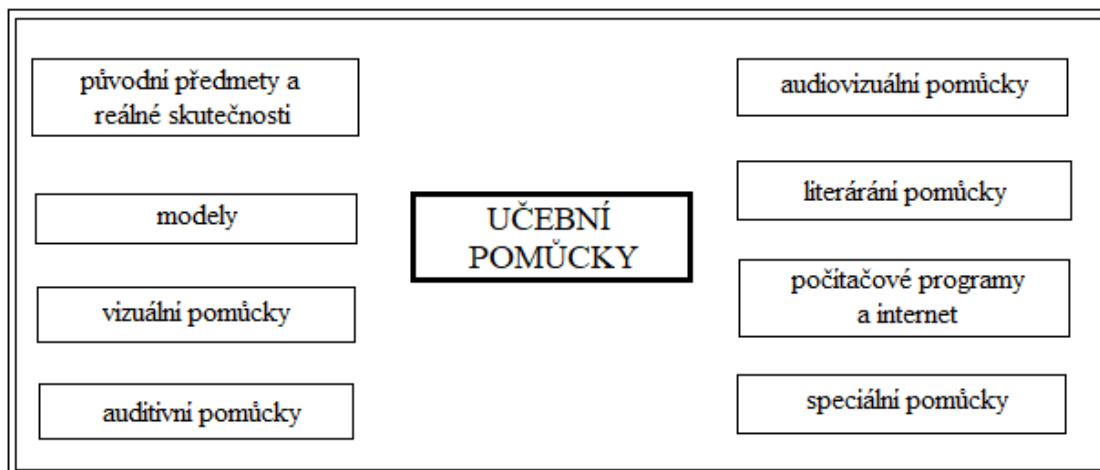 původní předmety a
reálné skutečnosti
modely
vizuální pomůcky
auditivní pomůcky
UČEBNÍ
POMŮCKY
audiovizuální pomůcky
literárání pomůcky
počítačové programy
a internet
speciální pomůcky